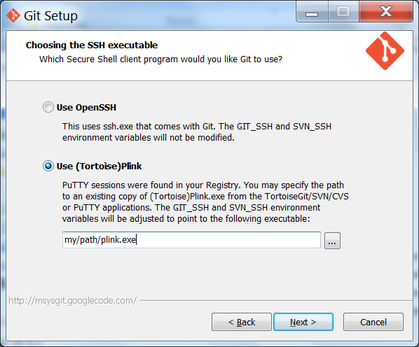 Git Setup
Choosing the SSH executable
Which Secure Shell client program would you like Git to use?
Use OpenSSH
This uses ssh.exe that comes with Git. The GIT_SSH and SVN_SSH
environment variables will not be modified.
Use (Tortoise)Plink
PuTTY sessions were found in your Registry. You may specify the path
to an existing copy of (Tortoise)Plink.exe from the TortoiseGit/SVN/CVS
or PuTTY applications. The GIT_SSH and SVN_SSH environment
variables will be adjusted to point to the following executable:
my/path/plink.exe
...
http://msysgit.googlecode.com/
< Back
Next >
Cancel